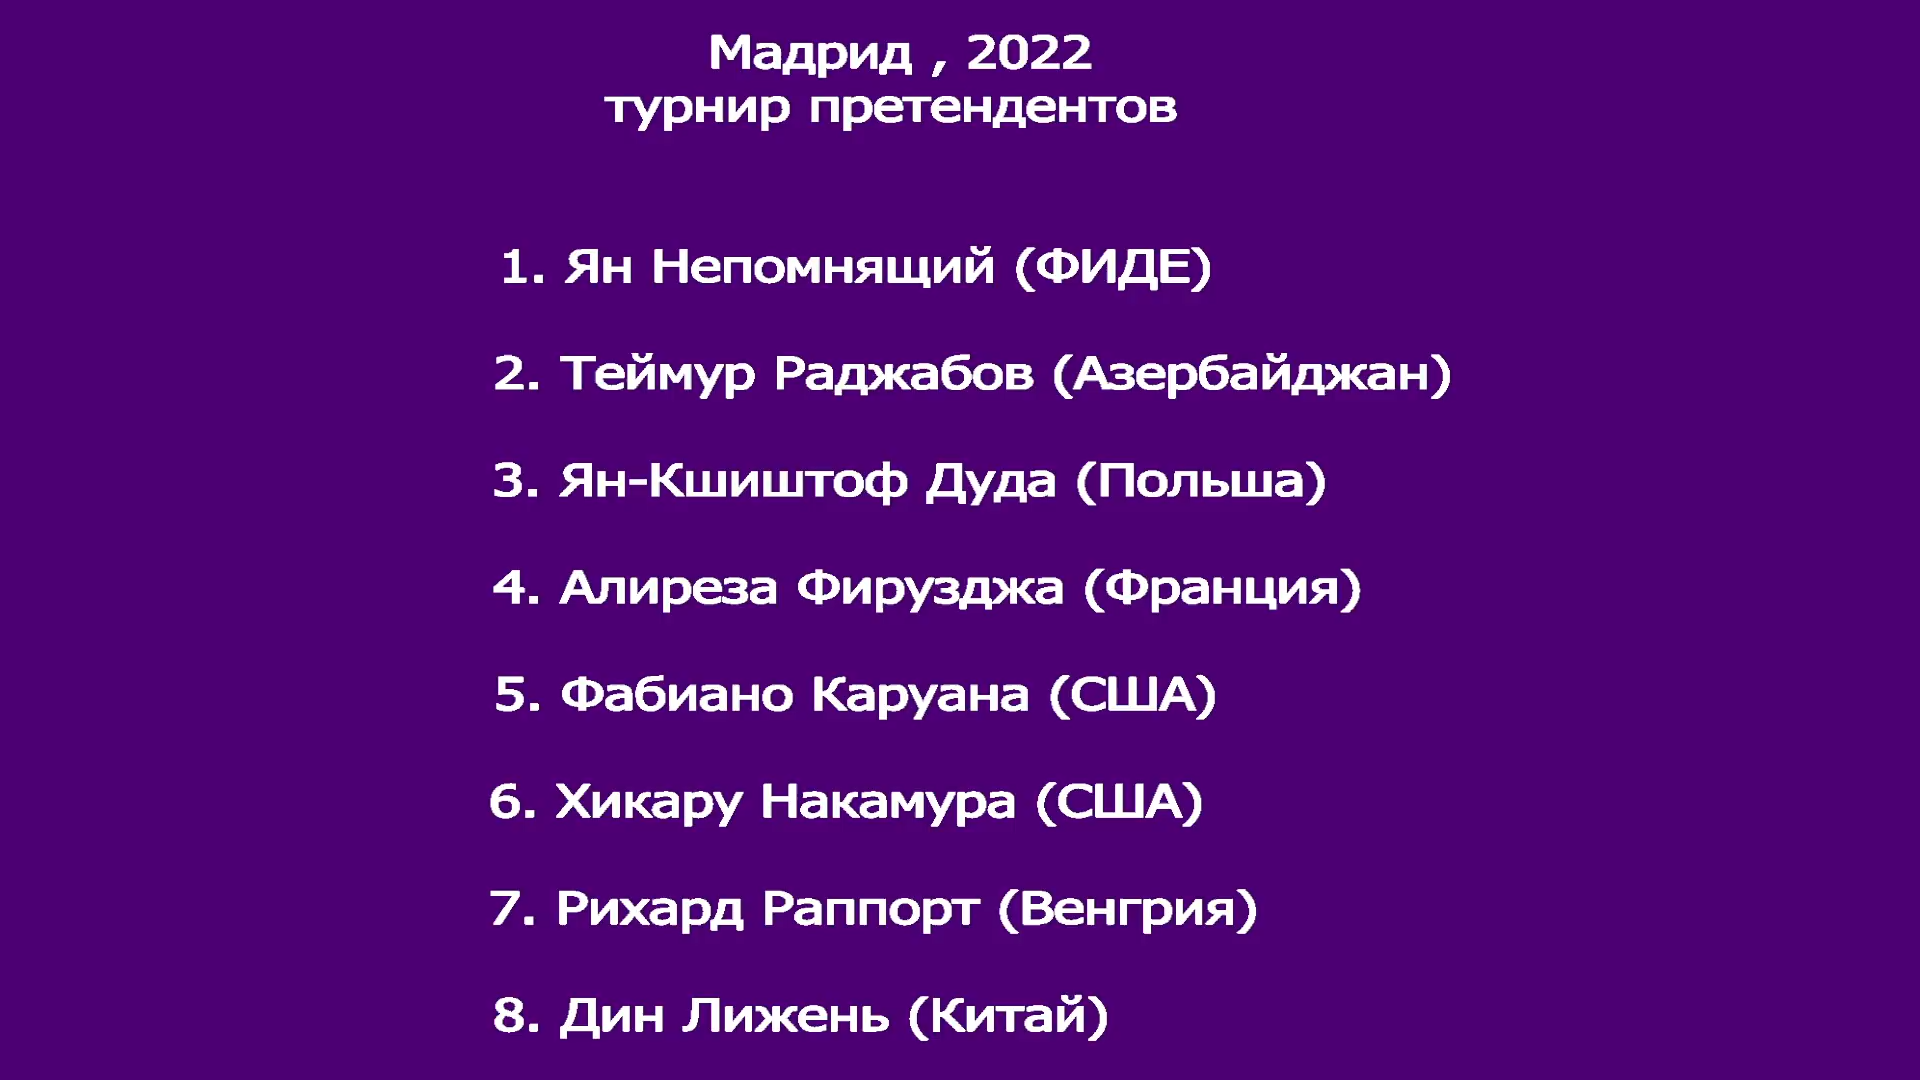 Мадрид , 2022
турнир претендентов
1. Ян Непомнящий (ФИДЕ)
2. Теймур Раджабов (Азербайджан)
3. Ян-Кшиштоф Дуда (Польша)
4. Алиреза Фирузджа (Франция)
5. Фабиано Каруана (США)
6. Хикару Накамура (США)
7. Рихард Раппорт (Венгрия)
8. Дин Лижень (Китай)